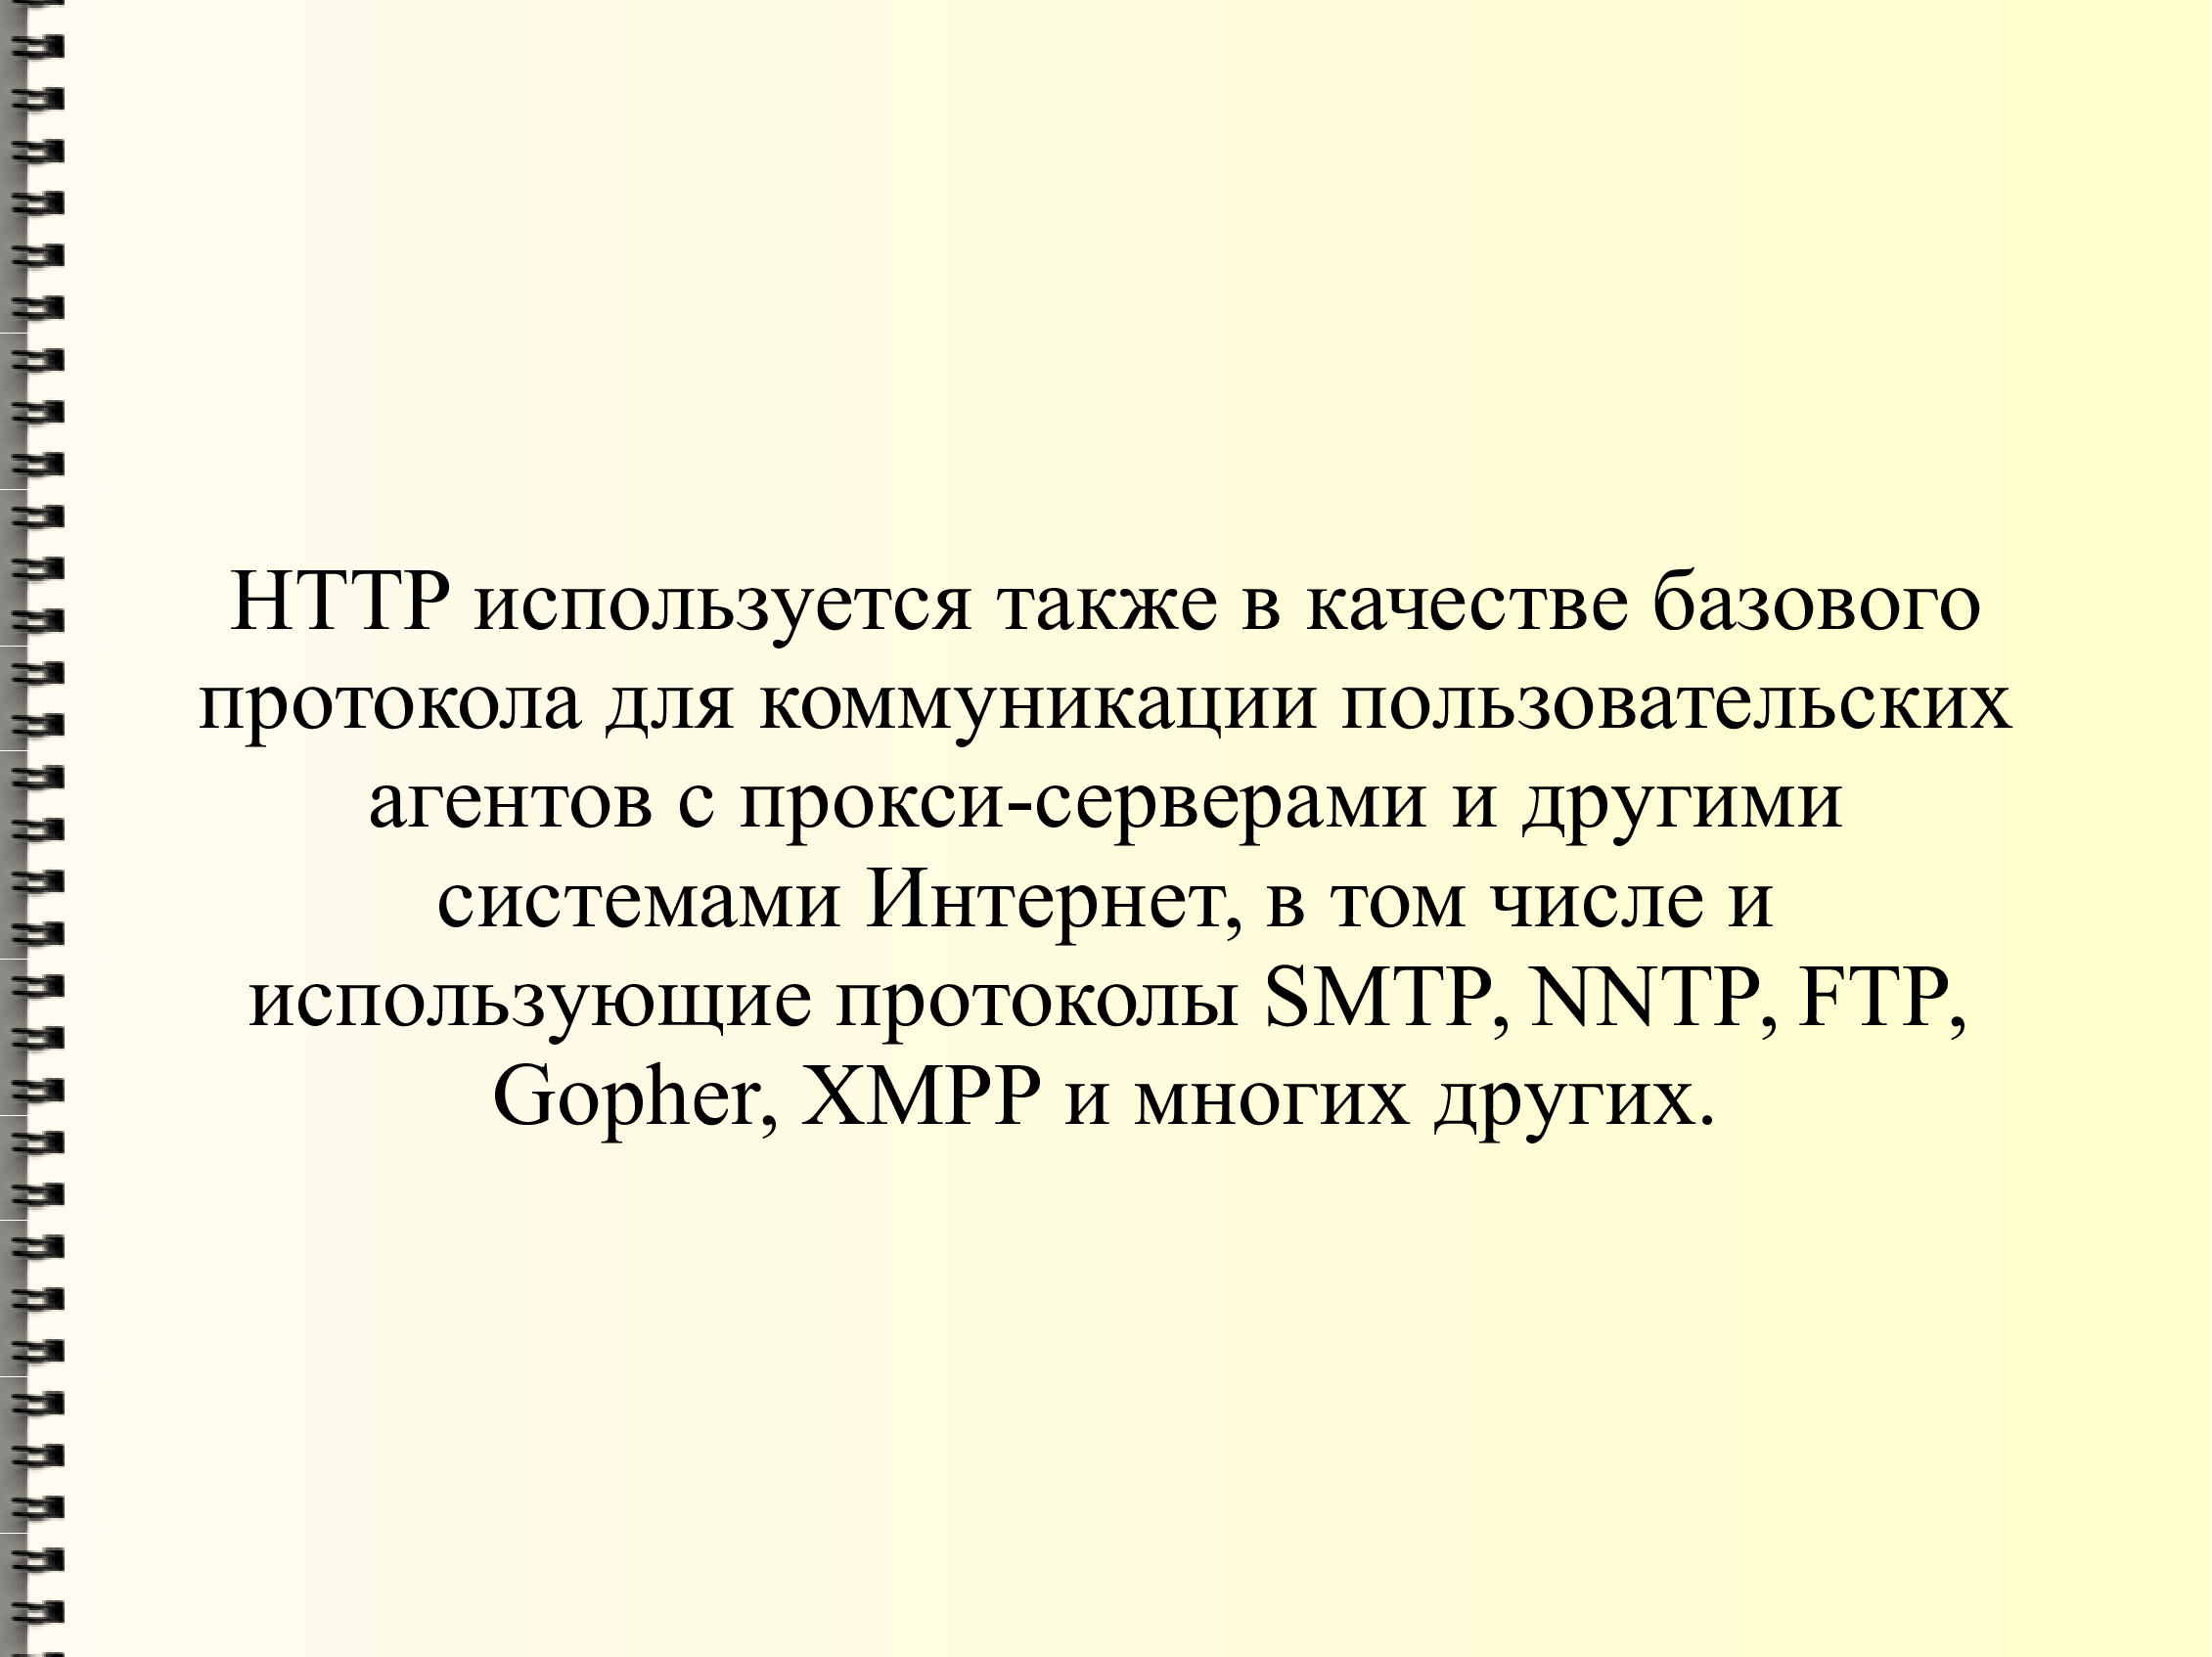 HTTP используется также в качестве базового
протокола для коммуникации пользовательских
агентов с прокси-серверами и другими
системами Интернет, в том числе и
использующие протоколы SMTP, NNTP, FTP,
Gopher, XMPP и многих других.